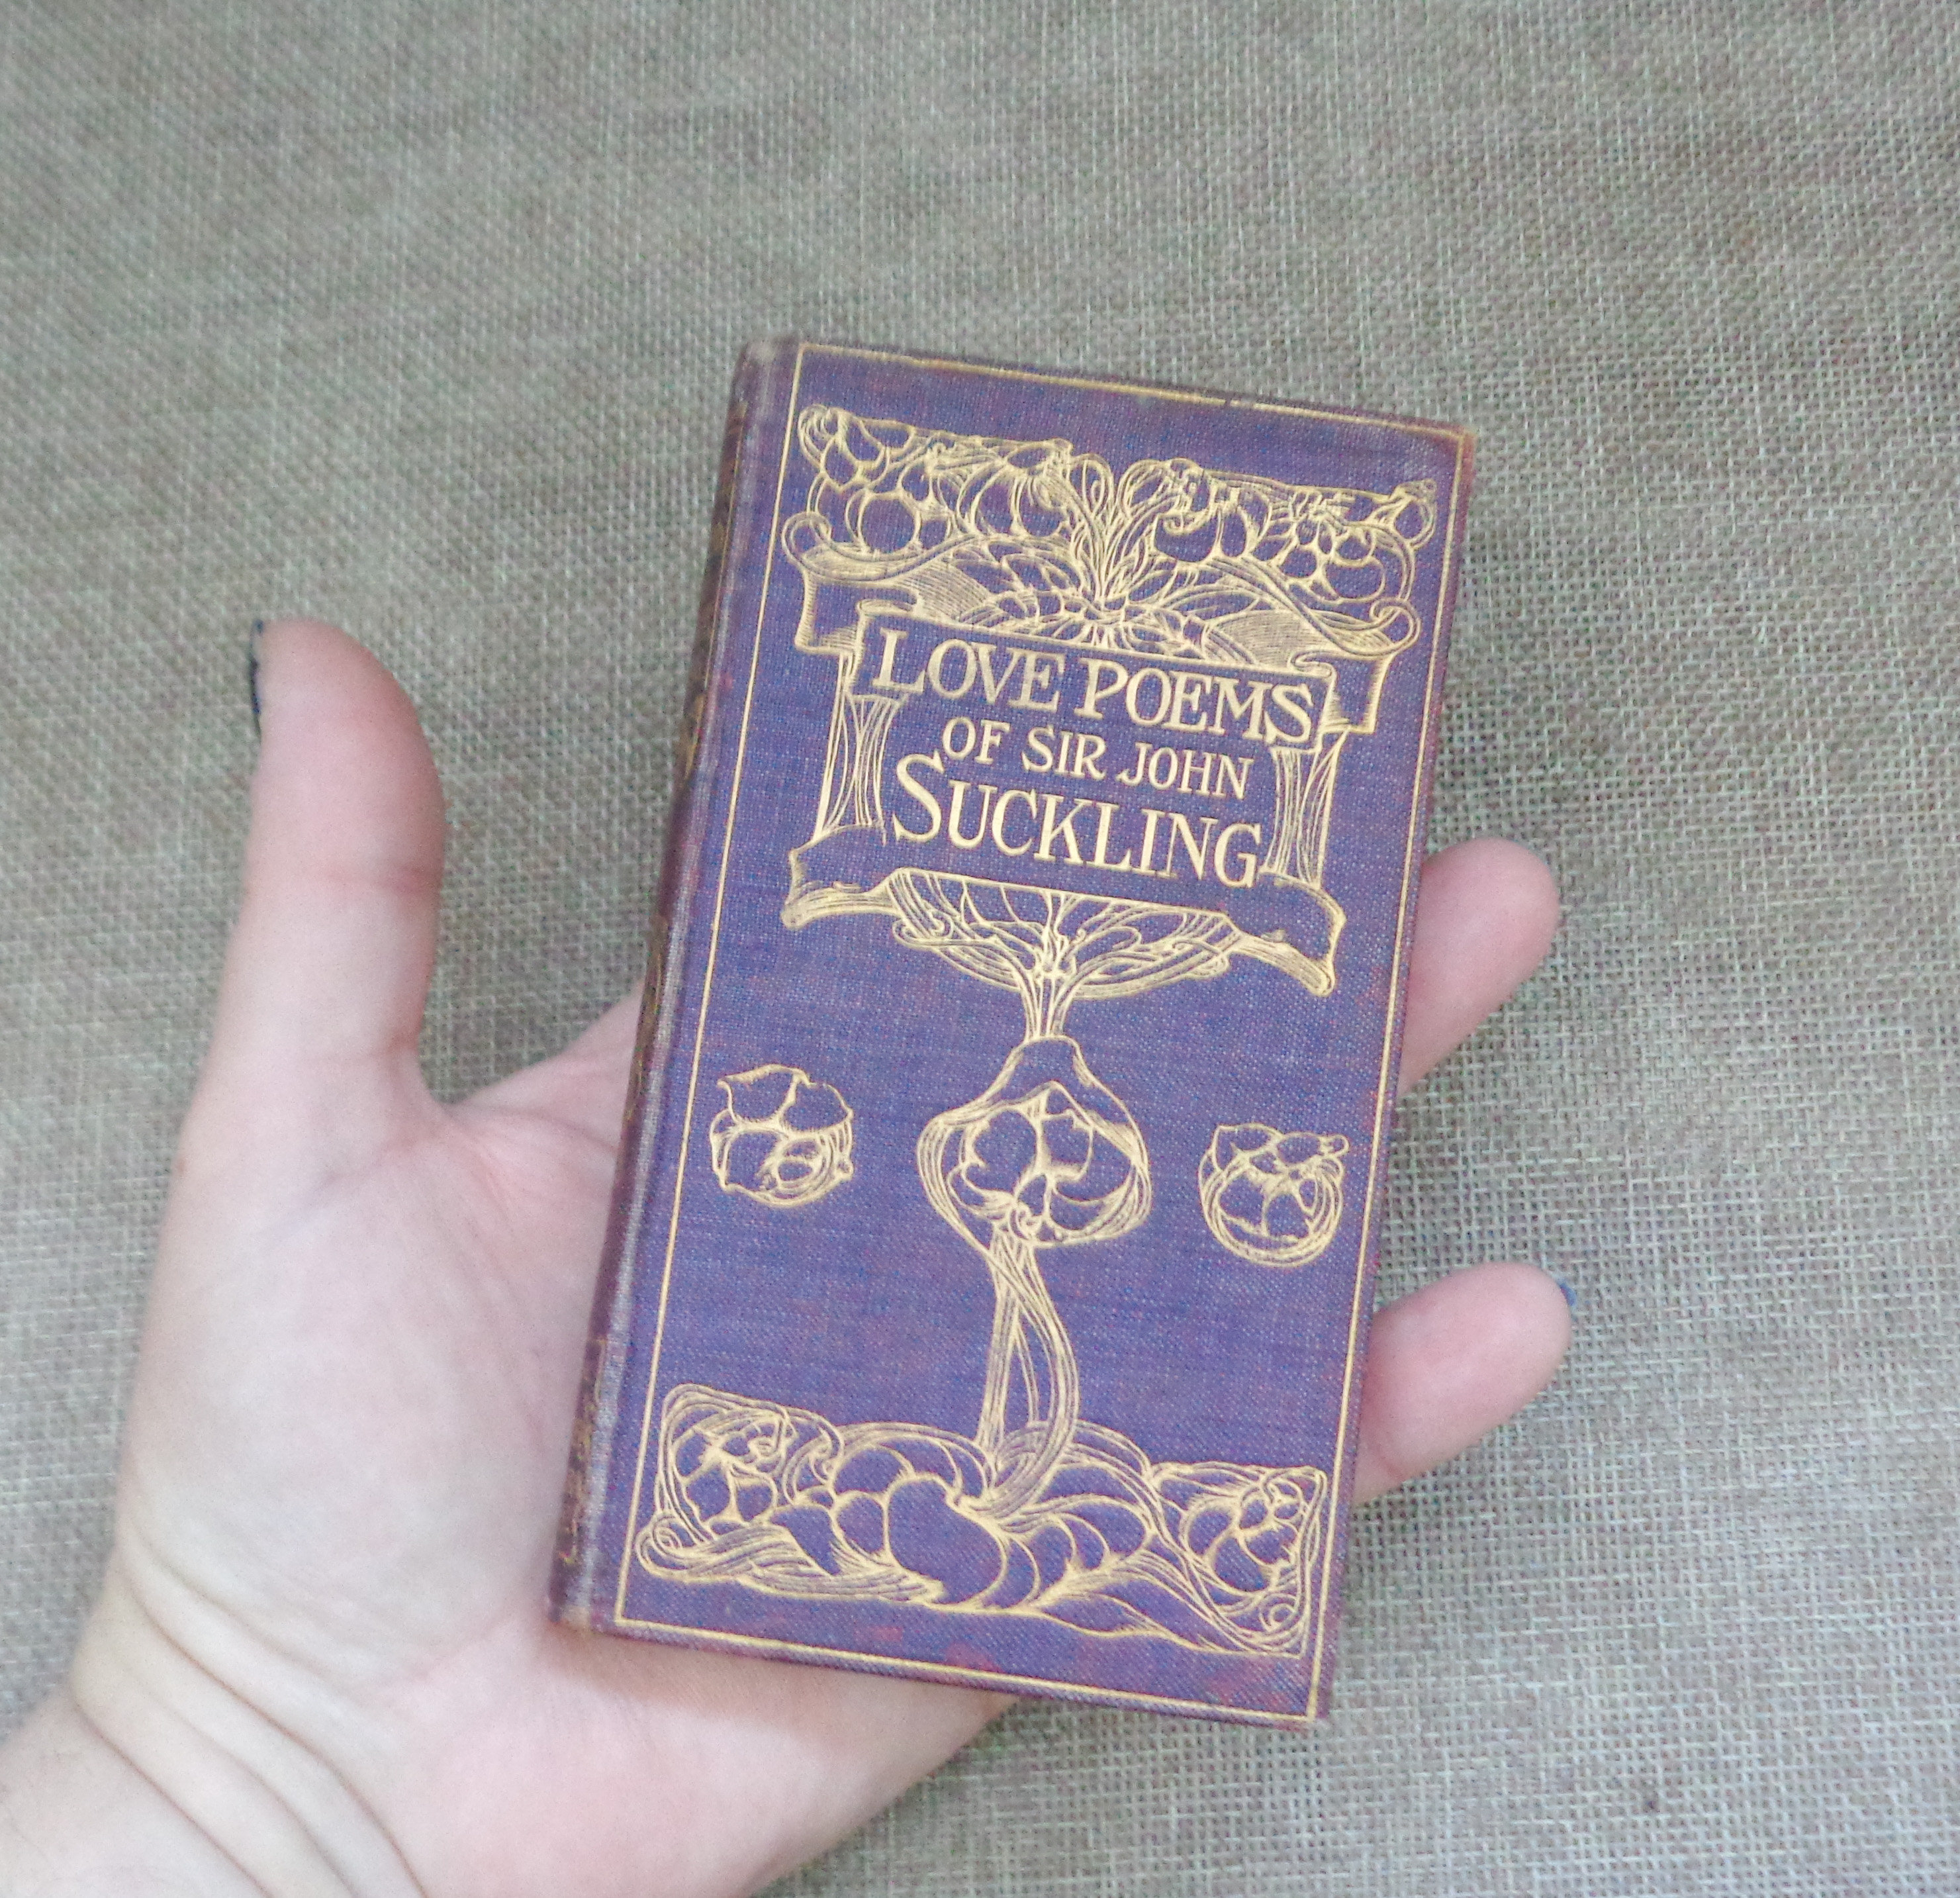 LOVE POEMS
OF SIR JOHN
SUCKLING